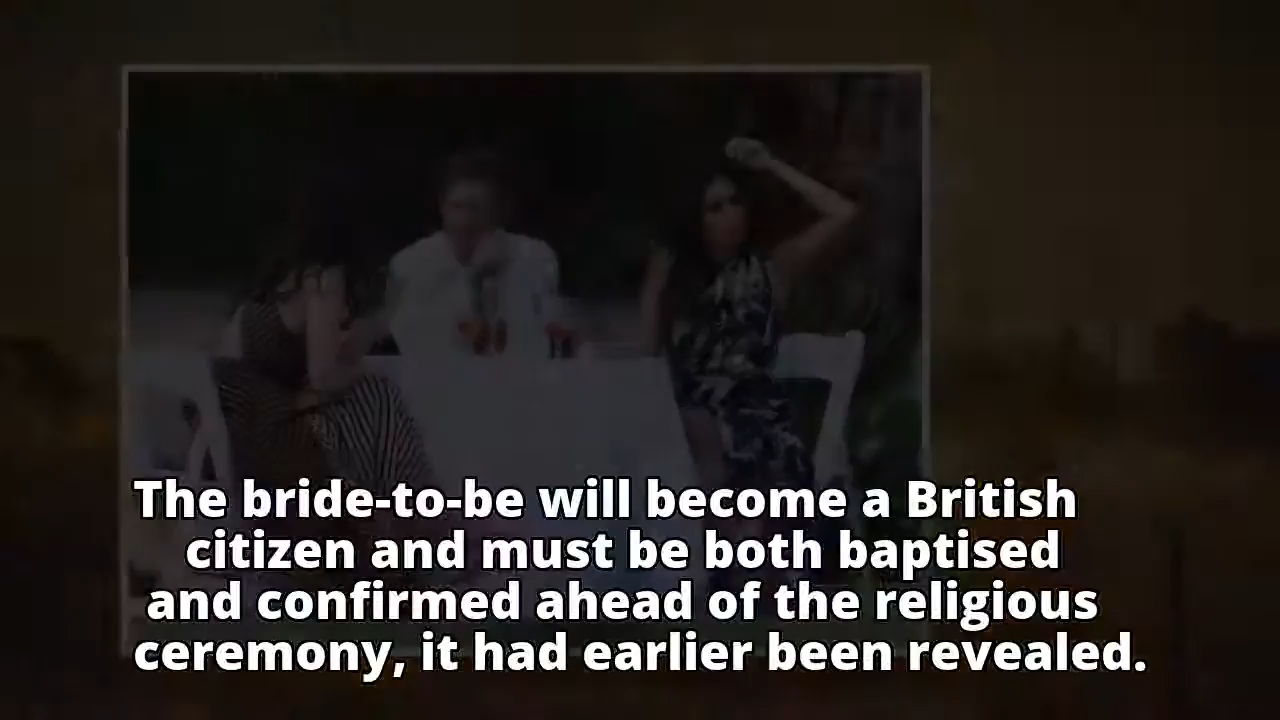 The bride-to-be will become a British
citizen and must be both baptised
and confirmed ahead of the religious
ceremony, it had earlier been revealed.